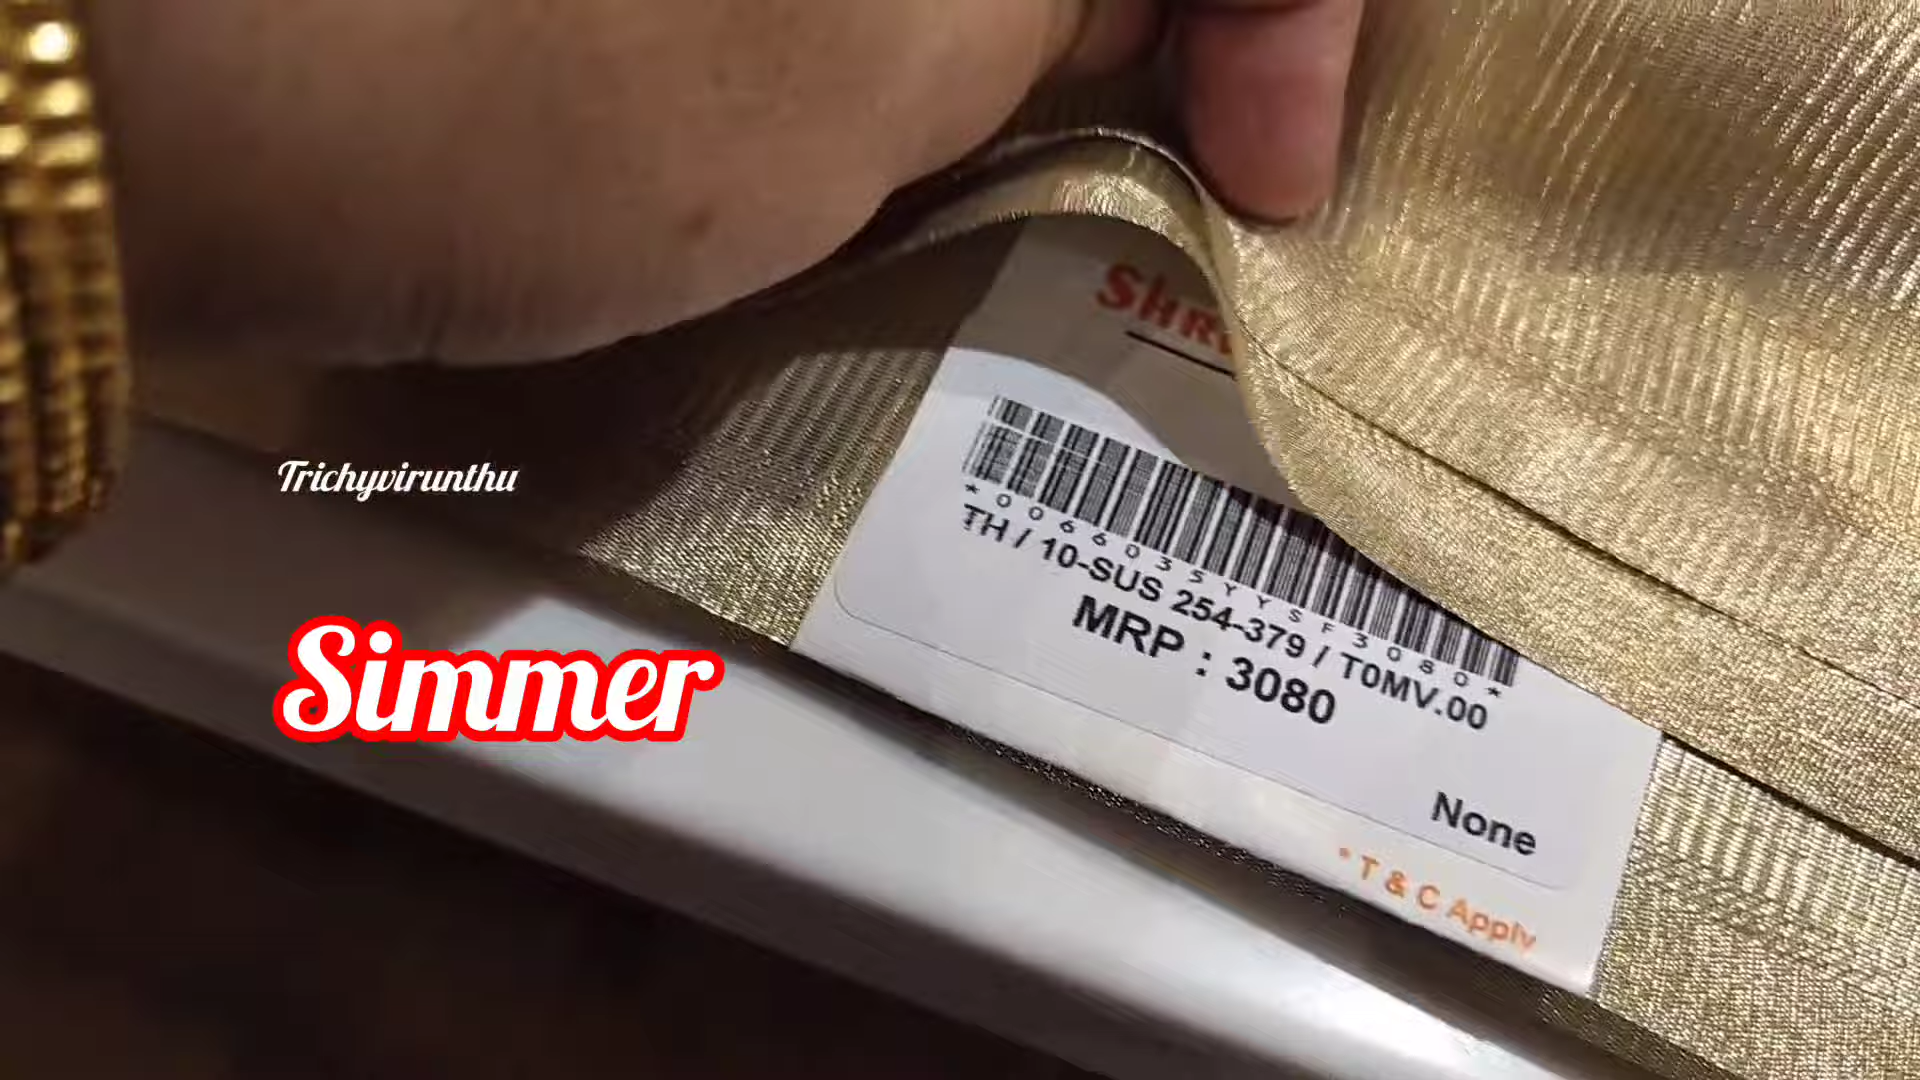 *0066035YYSF3080*
TH / 10-SUS 254-379 / T0MV.00
MRP : 3080
None
* T & C Apply
Trichyvirunthu
Simmer